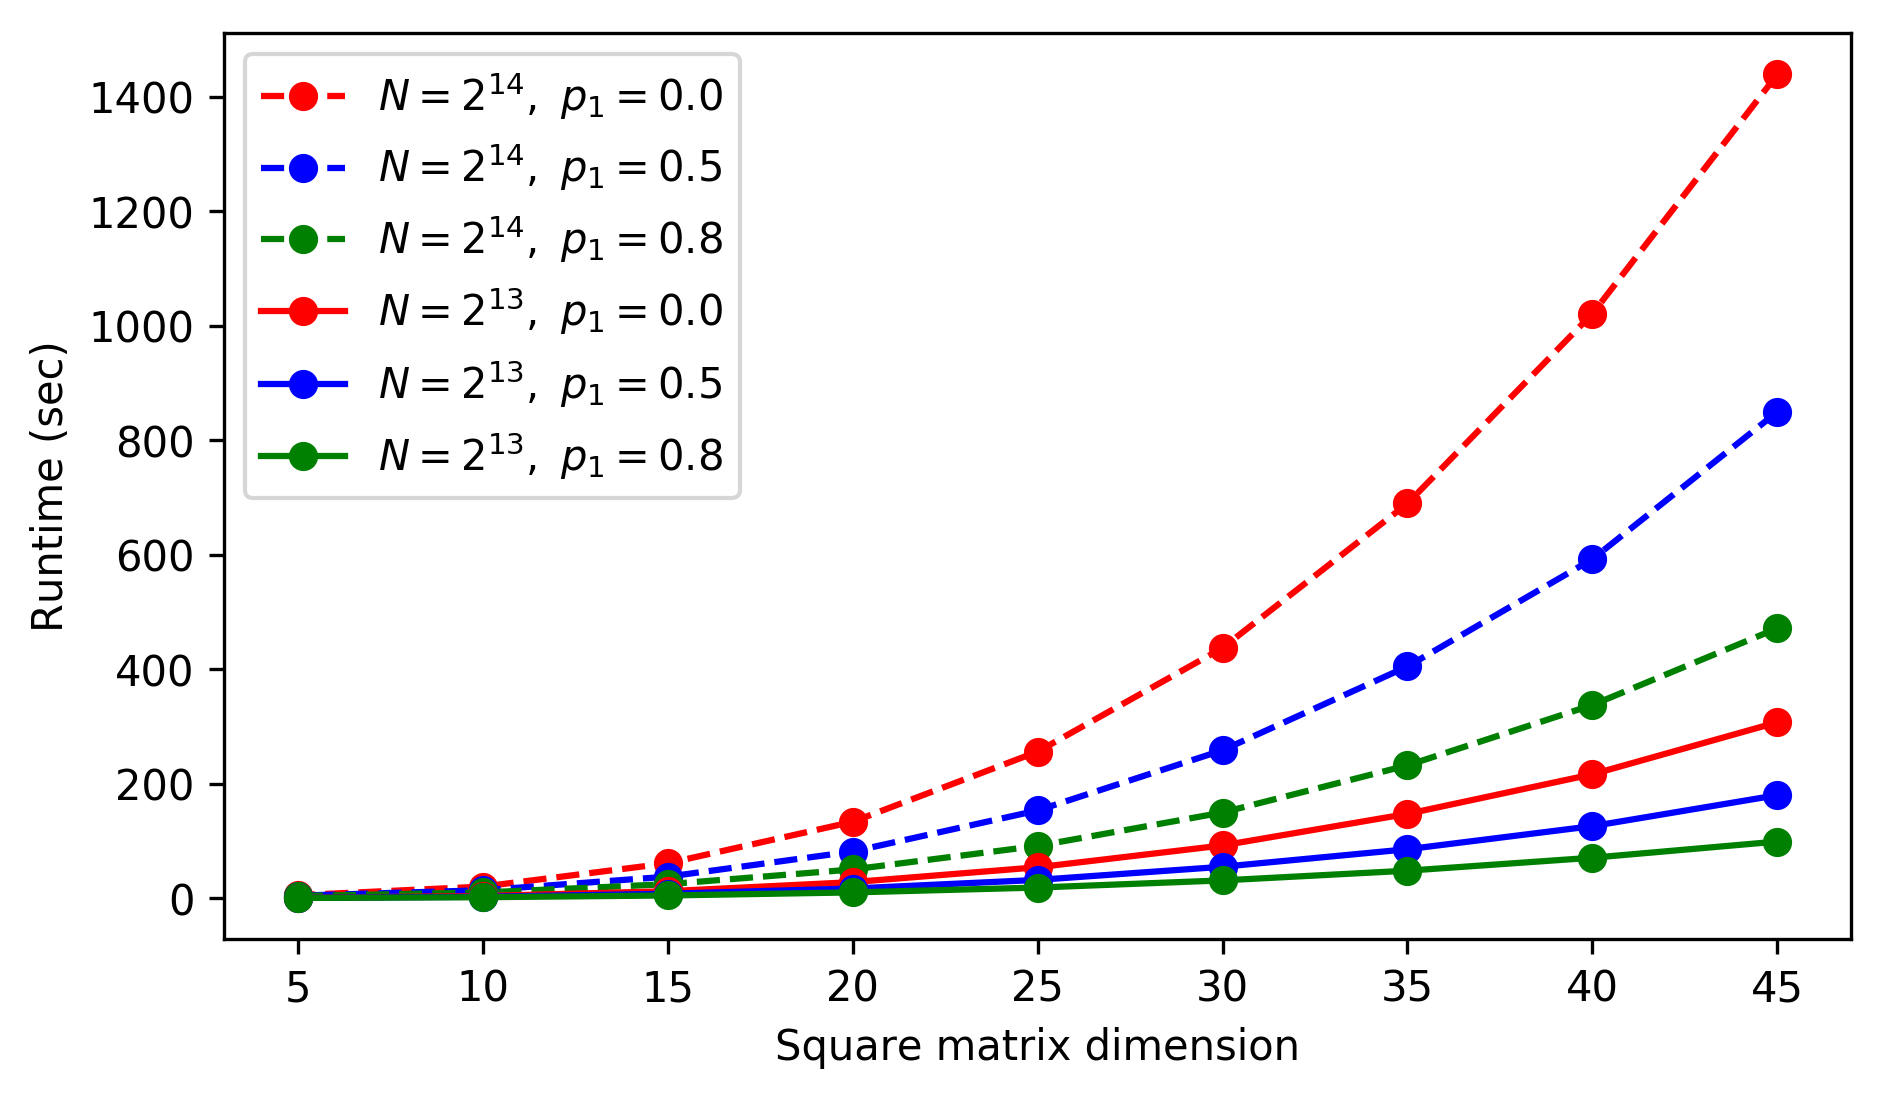 N = 2^14, p_1 = 0.0
N = 2^14, p_1 = 0.5
N = 2^14, p_1 = 0.8
N = 2^13, p_1 = 0.0
N = 2^13, p_1 = 0.5
N = 2^13, p_1 = 0.8
Runtime (sec)
1400
1200
1000
800
600
400
200
0
5 10 15 20 25 30 35 40 45
Square matrix dimension